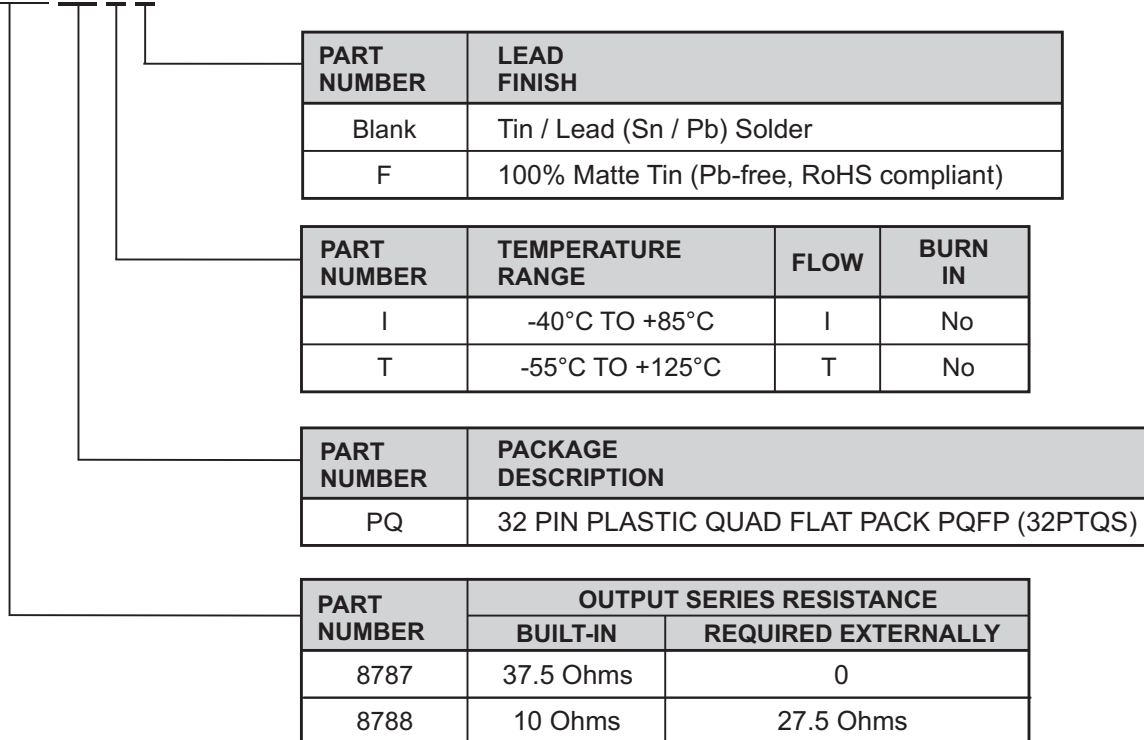 PART NUMBER LEAD FINISH
Blank Tin / Lead (Sn / Pb) Solder
F 100% Matte Tin (Pb-free, RoHS compliant)
PART NUMBER TEMPERATURE RANGE FLOW BURN IN
I -40°C TO +85°C I No
T -55°C TO +125°C T No
PART NUMBER PACKAGE DESCRIPTION
PQ 32 PIN PLASTIC QUAD FLAT PACK PQFP (32PTQS)
PART NUMBER OUTPUT SERIES RESISTANCE
BUILT-IN REQUIRED EXTERNALLY
8787 37.5 Ohms 0
8788 10 Ohms 27.5 Ohms